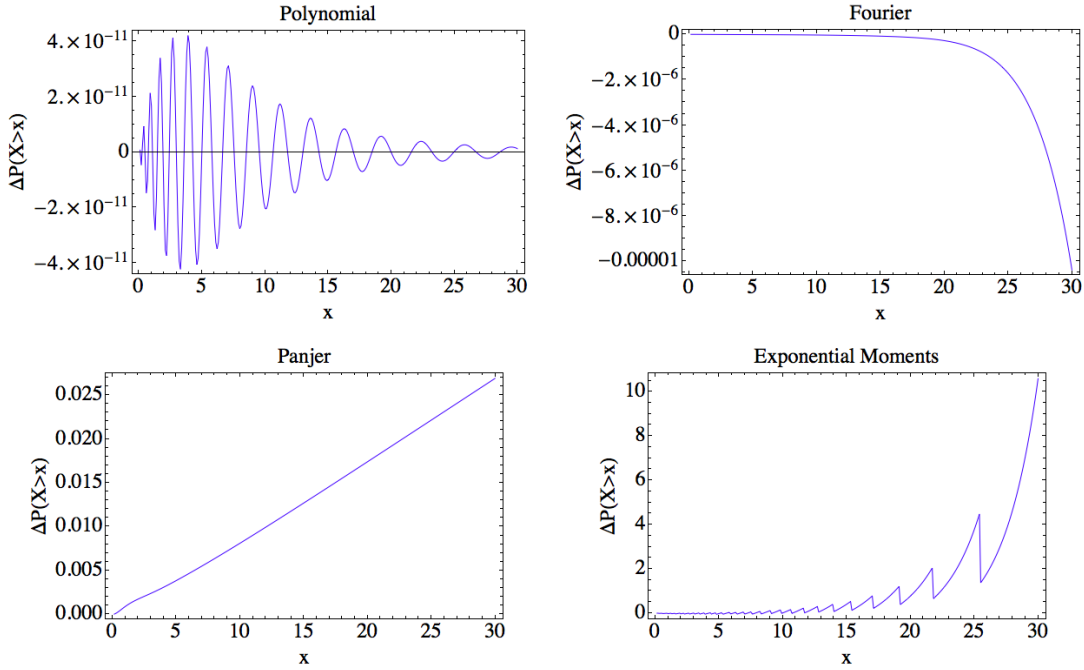 Polynomial
4.×10⁻¹¹
2.×10⁻¹¹
0
−2.×10⁻¹¹
−4.×10⁻¹¹
ΔP(X>x)
0 5 10 15 20 25 30
x
Fourier
0
−2.×10⁻⁶
−4.×10⁻⁶
−6.×10⁻⁶
−8.×10⁻⁶
−0.00001
ΔP(X>x)
0 5 10 15 20 25 30
x
Panjer
0.025
0.020
0.015
0.010
0.005
0.000
ΔP(X>x)
0 5 10 15 20 25 30
x
Exponential Moments
10
8
6
4
2
0
ΔP(X>x)
0 5 10 15 20 25 30
x